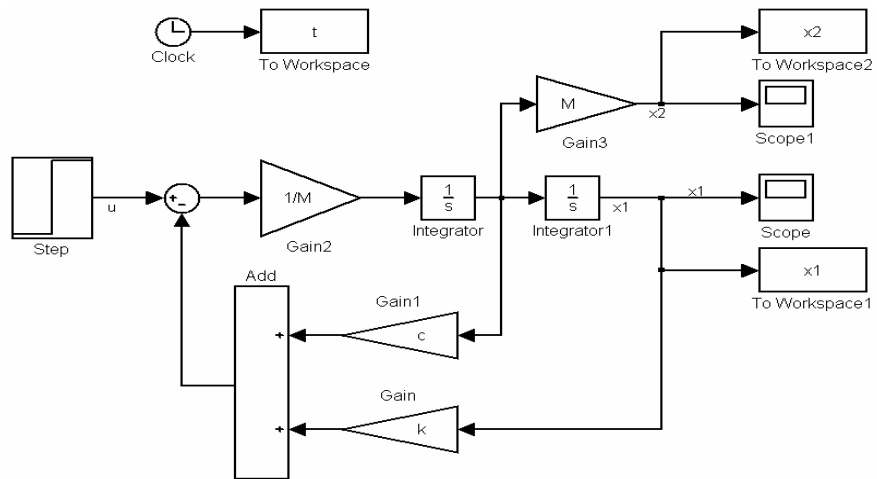 t
Clock
To Workspace
x2
To Workspace2
M
x2
Gain3
Scope1
Step
u
+
-
1/M
Gain2
1
s
Integrator
1
s
Integrator1
x1
x1
Scope
x1
To Workspace1
Add
+
+
Gain1
c
Gain
k